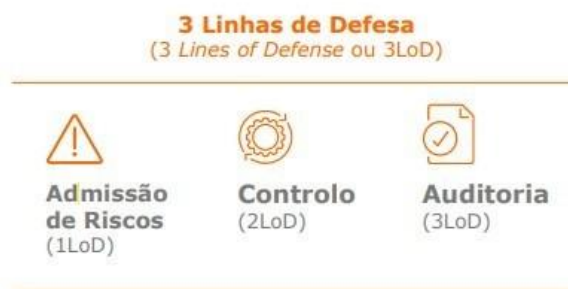 3 Linhas de Defesa
(3 Lines of Defense ou 3LoD)
Admissão
de Riscos
(1LoD)
Controlo
(2LoD)
Auditoria
(3LoD)